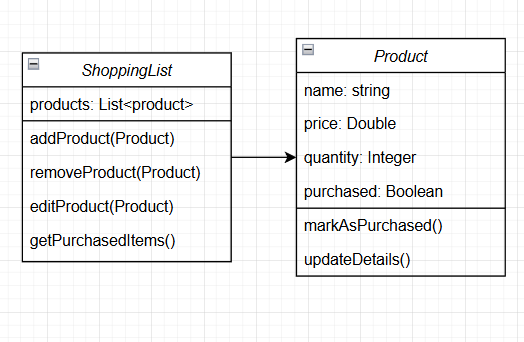 ShoppingList
products: List<product>
addProduct(Product)
removeProduct(Product)
editProduct(Product)
getPurchasedItems()
Product
name: string
price: Double
quantity: Integer
purchased: Boolean
markAsPurchased()
updateDetails()